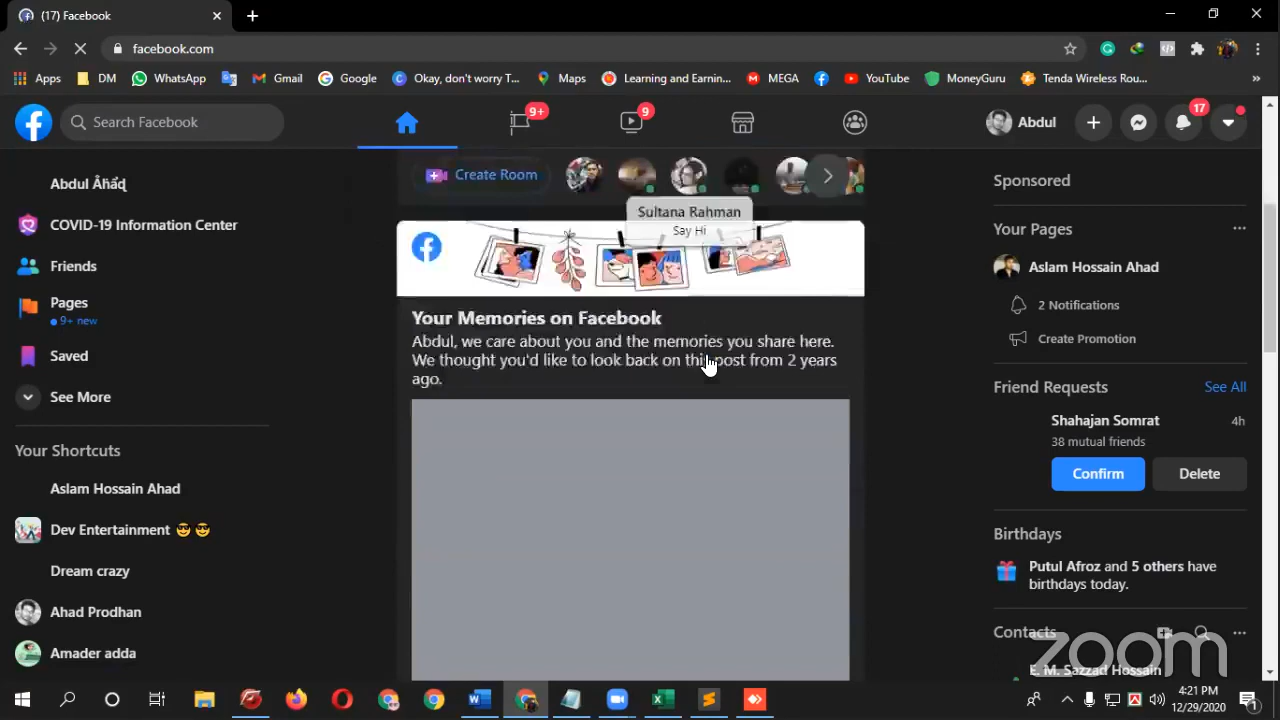 (17) Facebook
facebook.com
Apps
DM
WhatsApp
Gmail
Google
Okay, don't worry T...
Maps
Learning and Earnin...
MEGA
YouTube
MoneyGuru
Tenda Wireless Rou...
»
Search Facebook
9+
9
Abdul
17
Abdul Âhầḍ
COVID-19 Information Center
Friends
Pages
9+ new
Saved
See More
Your Shortcuts
Aslam Hossain Ahad
Dev Entertainment 😎 😎
Dream crazy
Ahad Prodhan
Amader adda
Create Room
Sultana Rahman
Say Hi
Your Memories on Facebook
Abdul, we care about you and the memories you share here.
We thought you'd like to look back on this post from 2 years
ago.
Sponsored
Your Pages
Aslam Hossain Ahad
2 Notifications
Create Promotion
Friend Requests
See All
Shahajan Somrat
4h
38 mutual friends
Confirm
Delete
Birthdays
Putul Afroz and 5 others have
birthdays today.
Contacts
E. M. Sazzad Hossain
zoom
4:21 PM
12/29/2020
1